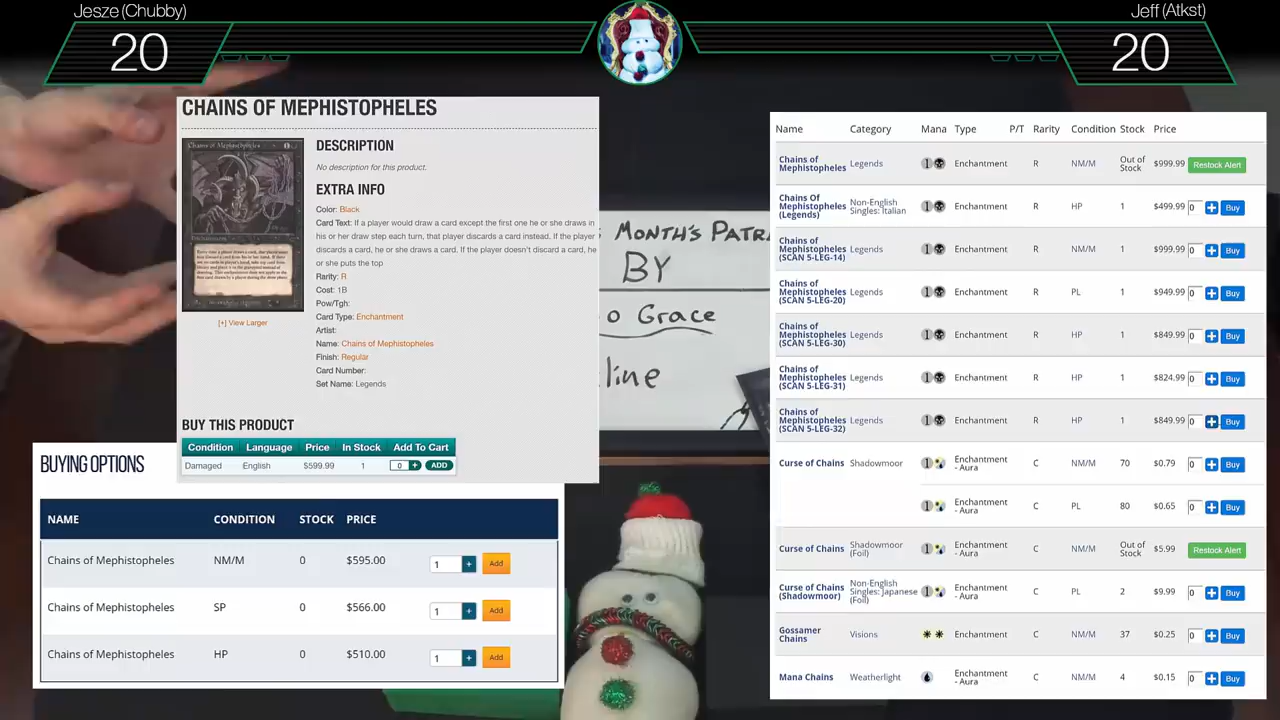 Jesze (Chubby)
20
Jeff (Atkst)
20
CHAINS OF MEPHISTOPHELES
Chains of Mephistopheles
[+] View Larger
DESCRIPTION
No description for this product.
EXTRA INFO
Color: Black
Card Text: If a player would draw a card except the first one he or she draws in
his or her draw step each turn, that player discards a card instead. If the player
discards a card, he or she draws a card. If the player doesn't discard a card, he
or she puts the top
Rarity: R
Cost: 1B
Pow/Tgh:
Card Type: Enchantment
Artist:
Name: Chains of Mephistopheles
Finish: Regular
Card Number:
Set Name: Legends
BUY THIS PRODUCT
Condition Language Price In Stock Add To Cart
Damaged English $599.99 1 0 + ADD
BUYING OPTIONS
NAME CONDITION STOCK PRICE
Chains of Mephistopheles NM/M 0 $595.00 1 + Add
Chains of Mephistopheles SP 0 $566.00 1 + Add
Chains of Mephistopheles HP 0 $510.00 1 + Add
MONTH'S PATR
BY
o Grace
line
Name Category Mana Type P/T Rarity Condition Stock Price
Chains of
Mephistopheles Legends 1 Enchantment R NM/M Out of
Stock $999.99 Restock Alert
Chains Of
Mephistopheles
(Legends) Non-English
Singles: Italian 1 Enchantment R HP 1 $499.99 0 + Buy
Chains of
Mephistopheles
(SCAN 5-LEG-14) Legends 1 Enchantment R NM/M 1 $999.99 0 + Buy
Chains of
Mephistopheles
(SCAN 5-LEG-20) Legends 1 Enchantment R PL 1 $949.99 0 + Buy
Chains of
Mephistopheles
(SCAN 5-LEG-30) Legends 1 Enchantment R HP 1 $849.99 0 + Buy
Chains of
Mephistopheles
(SCAN 5-LEG-31) Legends 1 Enchantment R HP 1 $824.99 0 + Buy
Chains of
Mephistopheles
(SCAN 5-LEG-32) Legends 1 Enchantment R HP 1 $849.99 0 + Buy
Curse of Chains Shadowmoor 1 Enchantment
- Aura C NM/M 70 $0.79 0 + Buy
1 Enchantment
- Aura C PL 80 $0.65 0 + Buy
Curse of Chains Shadowmoor
(Foil) 1 Enchantment
- Aura C NM/M Out of
Stock $5.99 Restock Alert
Curse of Chains
(Shadowmoor) Non-English
Singles: Japanese
(Foil) 1 Enchantment
- Aura C PL 2 $9.99 0 + Buy
Gossamer
Chains Visions Enchantment C NM/M 37 $0.25 0 + Buy
Mana Chains Weatherlight Enchantment
- Aura C NM/M 4 $0.15 0 + Buy